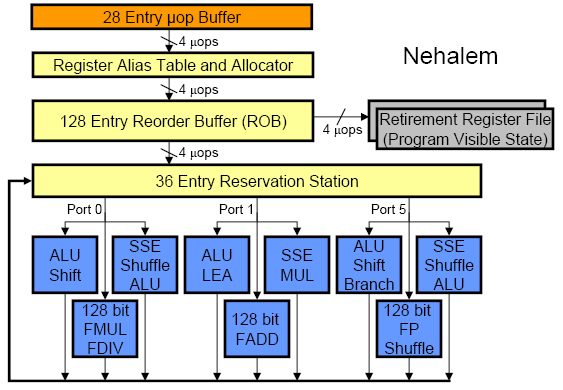 28 Entry µop Buffer
4 µops
Nehalem
Register Alias Table and Allocator
4 µops
128 Entry Reorder Buffer (ROB)
4 µops
Retirement Register File
(Program Visible State)
4 µops
36 Entry Reservation Station
Port 0
Port 1
Port 5
ALU
Shift
SSE
Shuffle
ALU
ALU
LEA
SSE
MUL
ALU
Shift
Branch
SSE
Shuffle
ALU
128 bit
FMUL
FDIV
128 bit
FADD
128 bit
FP
Shuffle